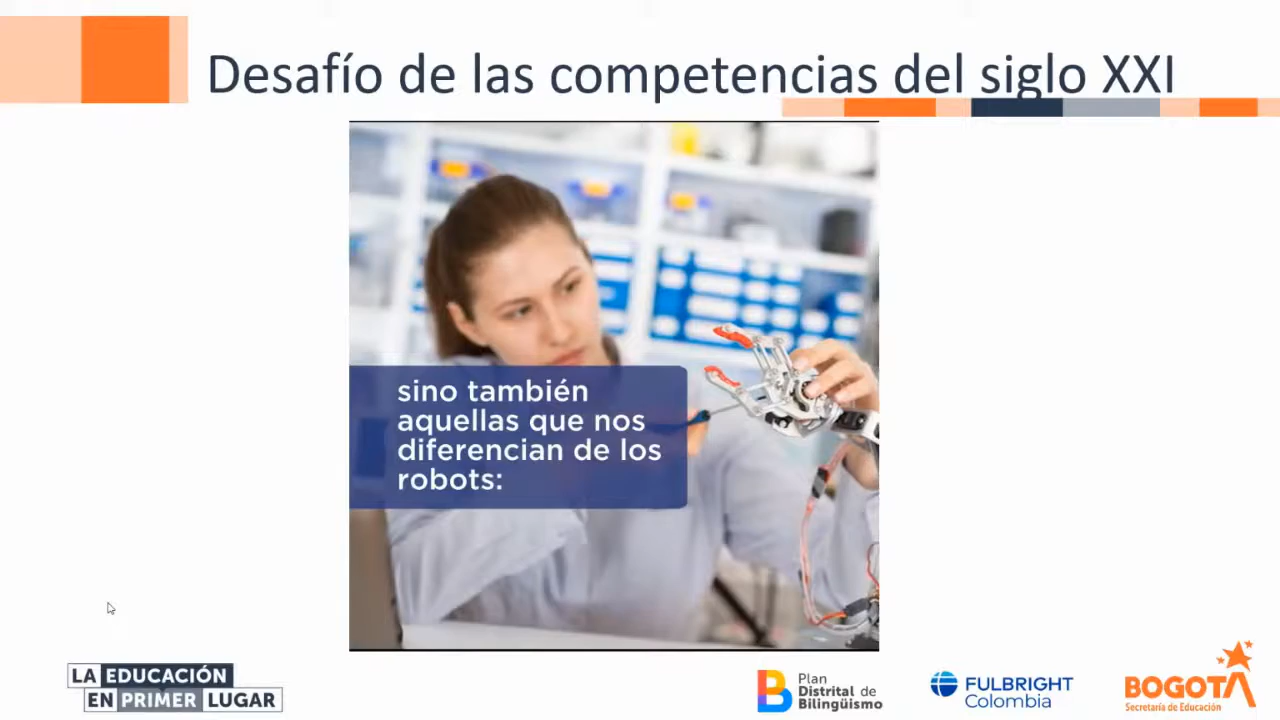 Desafío de las competencias del siglo XXI
sino también
aquellas que nos
diferencian de los
robots:
LA EDUCACIÓN
EN PRIMER LUGAR
Plan
Distrital de
Bilingüismo
FULBRIGHT
Colombia
BOGOTÁ
Secretaría de Educación